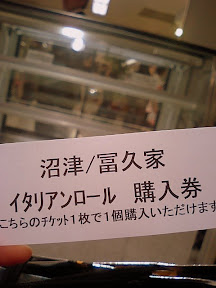 沼津/冨久家
イタリアンロール 購入券
こちらのﾁｹｯﾄ1枚で1個購入いただけます